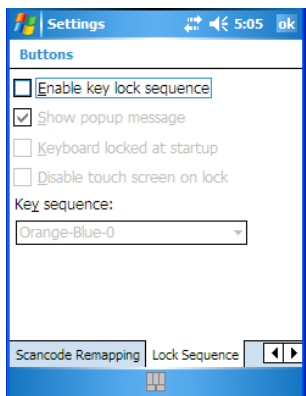 Settings 5:05 ok
Buttons
Enable key lock sequence
Show popup message
Keyboard locked at startup
Disable touch screen on lock
Key sequence:
Orange-Blue-0
Scancode Remapping Lock Sequence